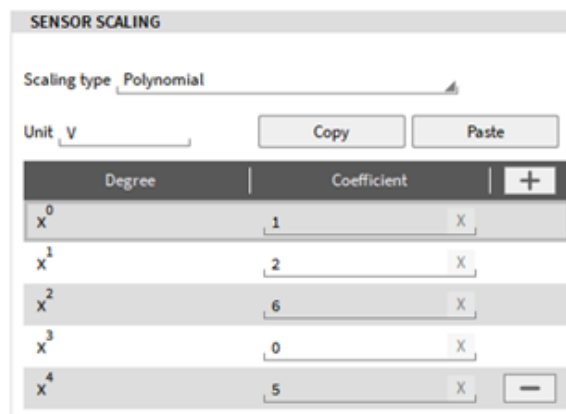 SENSOR SCALING
Scaling type Polynomial
Unit V Copy Paste
Degree Coefficient +
x⁰ 1 X
x¹ 2 X
x² 6 X
x³ 0 X
x⁴ 5 X −